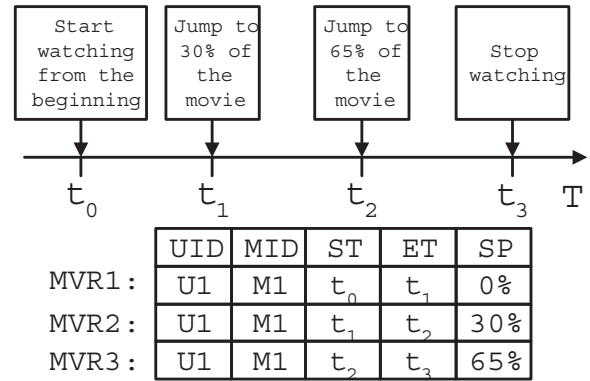 Start
watching
from the
beginning
Jump to
30% of
the
movie
Jump to
65% of
the
movie
Stop
watching
t0 t1 t2 t3 T
UID MID ST ET SP
MVR1: U1 M1 t0 t1 0%
MVR2: U1 M1 t1 t2 30%
MVR3: U1 M1 t2 t3 65%